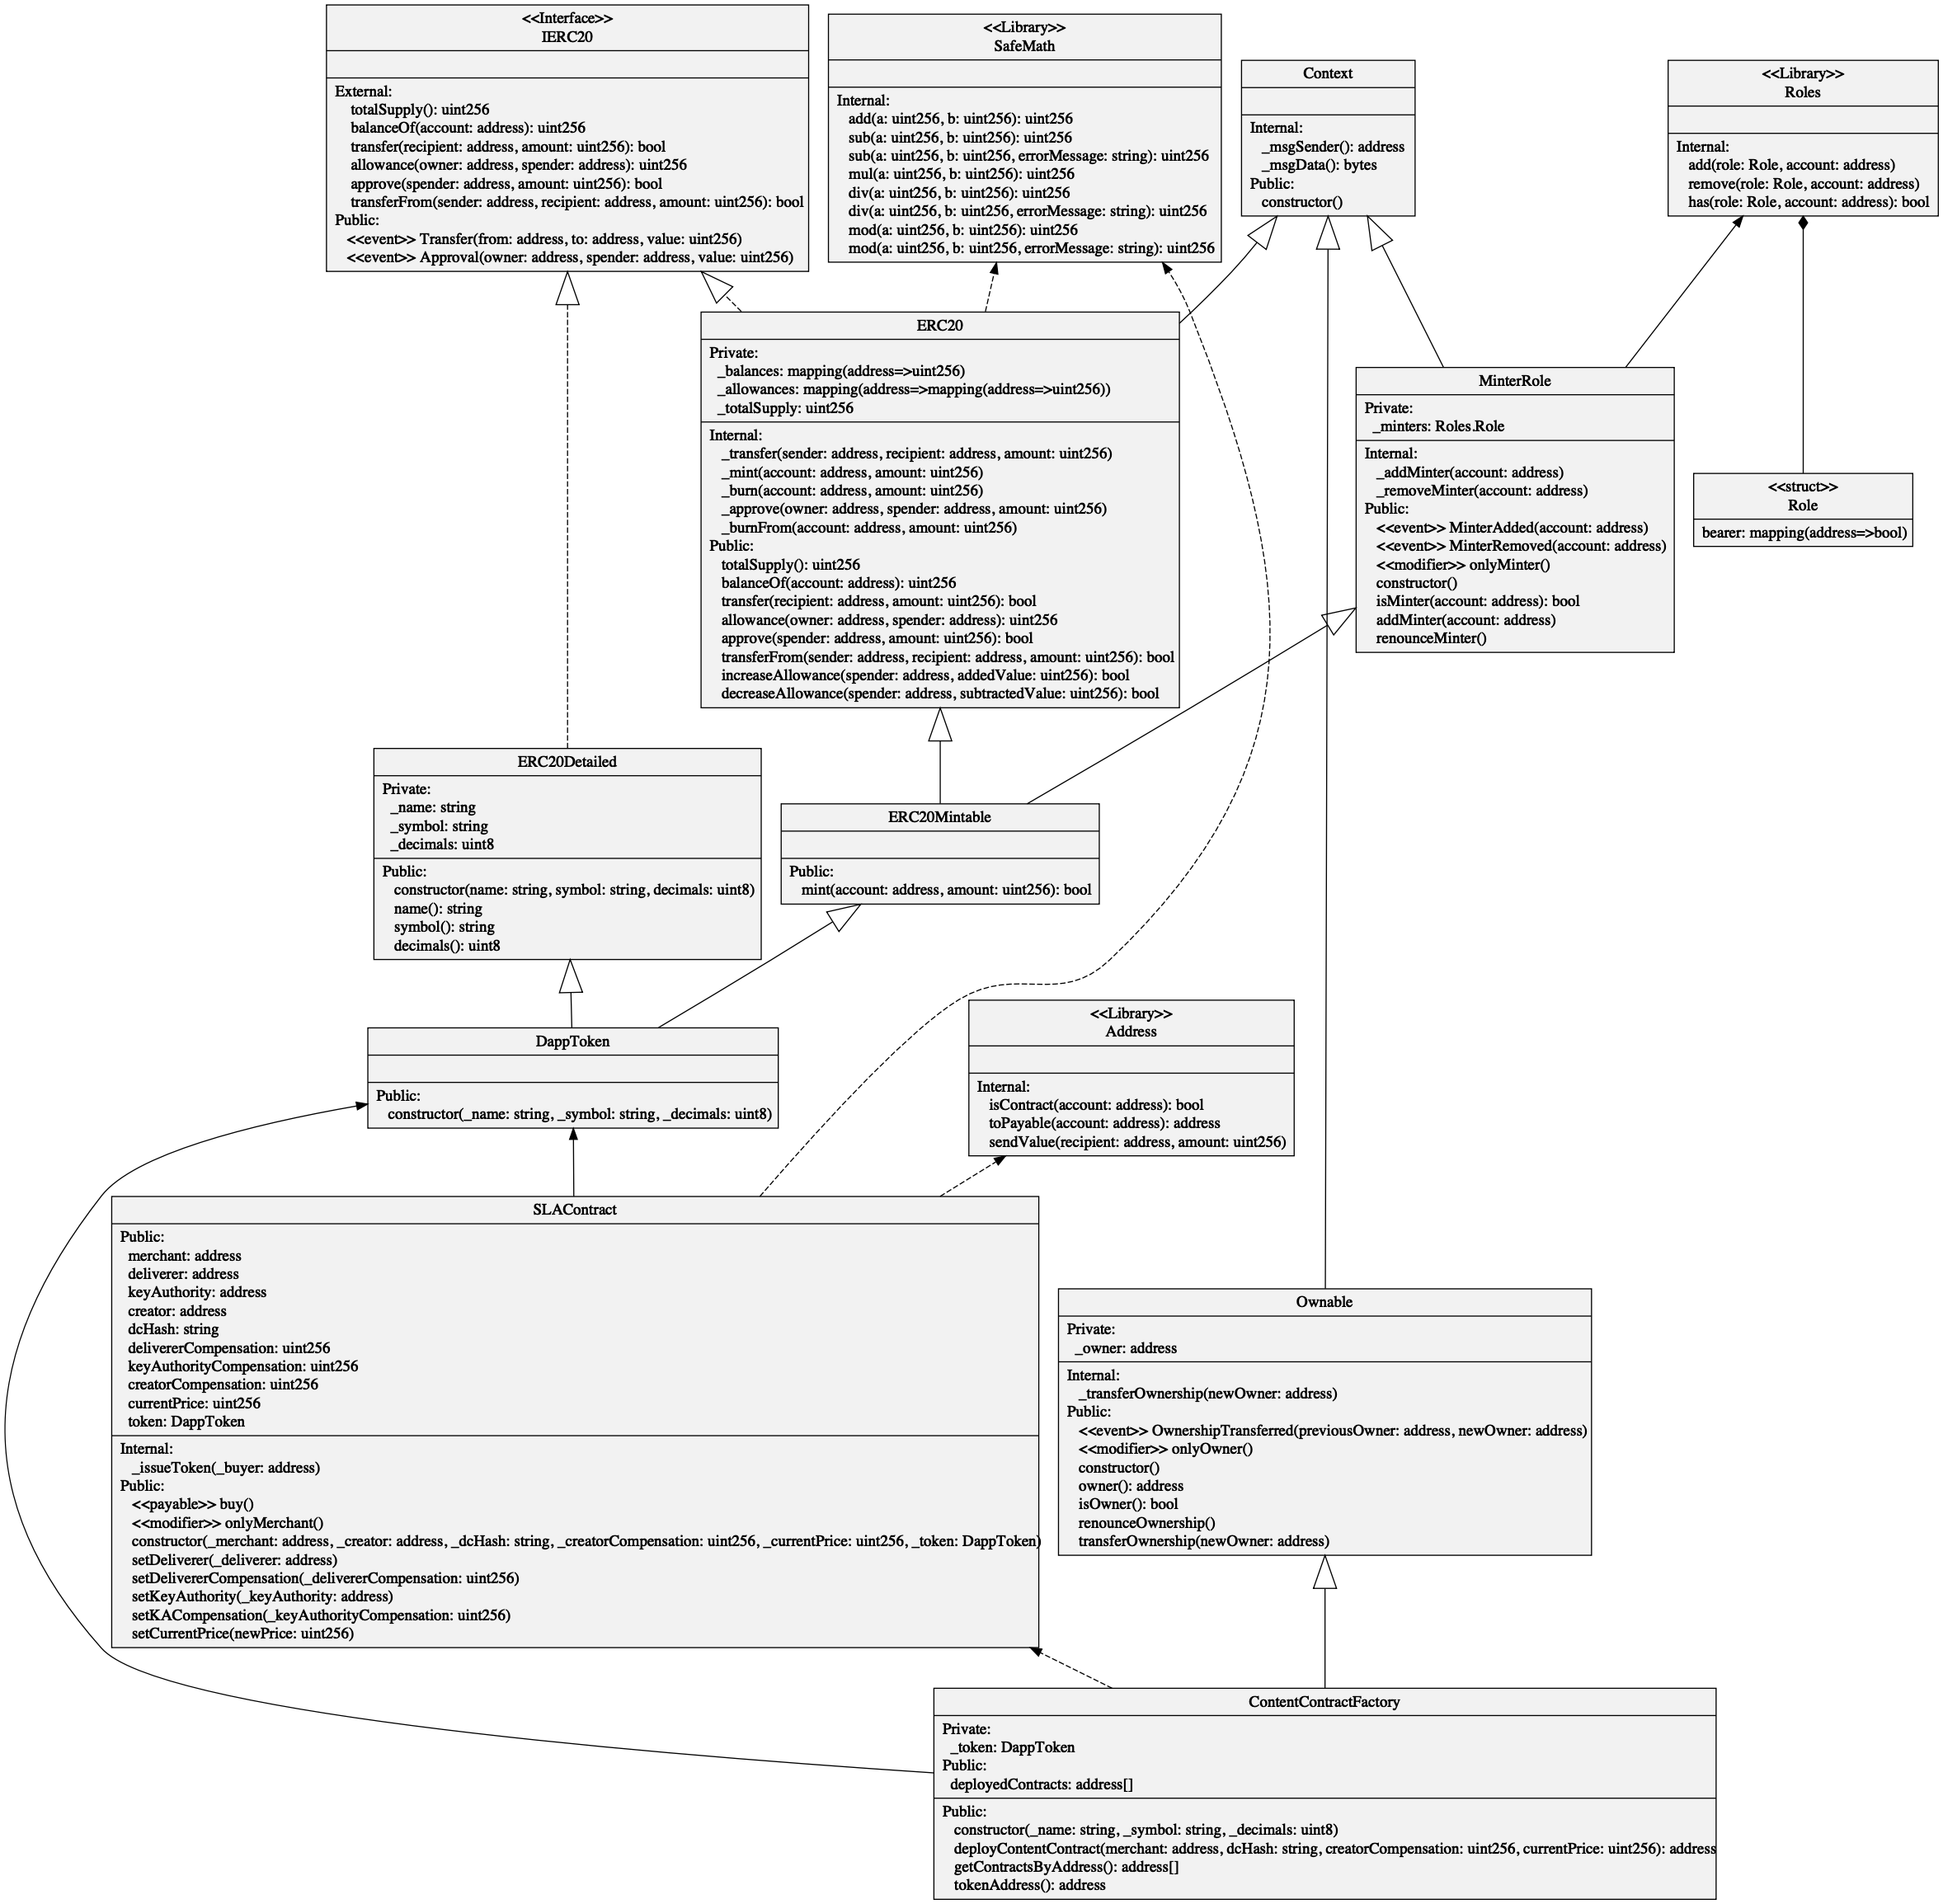 <<Interface>>
IERC20
External:
totalSupply(): uint256
balanceOf(account: address): uint256
transfer(recipient: address, amount: uint256): bool
allowance(owner: address, spender: address): uint256
approve(spender: address, amount: uint256): bool
transferFrom(sender: address, recipient: address, amount: uint256): bool
Public:
<<event>> Transfer(from: address, to: address, value: uint256)
<<event>> Approval(owner: address, spender: address, value: uint256)
<<Library>>
SafeMath
Internal:
add(a: uint256, b: uint256): uint256
sub(a: uint256, b: uint256): uint256
sub(a: uint256, b: uint256, errorMessage: string): uint256
mul(a: uint256, b: uint256): uint256
div(a: uint256, b: uint256): uint256
div(a: uint256, b: uint256, errorMessage: string): uint256
mod(a: uint256, b: uint256): uint256
mod(a: uint256, b: uint256, errorMessage: string): uint256
Context
Internal:
_msgSender(): address
_msgData(): bytes
Public:
constructor()
<<Library>>
Roles
Internal:
add(role: Role, account: address)
remove(role: Role, account: address)
has(role: Role, account: address): bool
ERC20
Private:
_balances: mapping(address=>uint256)
_allowances: mapping(address=>mapping(address=>uint256))
_totalSupply: uint256
Internal:
_transfer(sender: address, recipient: address, amount: uint256)
_mint(account: address, amount: uint256)
_burn(account: address, amount: uint256)
_approve(owner: address, spender: address, amount: uint256)
_burnFrom(account: address, amount: uint256)
Public:
totalSupply(): uint256
balanceOf(account: address): uint256
transfer(recipient: address, amount: uint256): bool
allowance(owner: address, spender: address): uint256
approve(spender: address, amount: uint256): bool
transferFrom(sender: address, recipient: address, amount: uint256): bool
increaseAllowance(spender: address, addedValue: uint256): bool
decreaseAllowance(spender: address, subtractedValue: uint256): bool
MinterRole
Private:
_minters: Roles.Role
Internal:
_addMinter(account: address)
_removeMinter(account: address)
Public:
<<event>> MinterAdded(account: address)
<<event>> MinterRemoved(account: address)
<<modifier>> onlyMinter()
constructor()
isMinter(account: address): bool
addMinter(account: address)
renounceMinter()
<<struct>>
Role
bearer: mapping(address=>bool)
ERC20Detailed
Private:
_name: string
_symbol: string
_decimals: uint8
Public:
constructor(name: string, symbol: string, decimals: uint8)
name(): string
symbol(): string
decimals(): uint8
ERC20Mintable
Public:
mint(account: address, amount: uint256): bool
DappToken
Public:
constructor(_name: string, _symbol: string, _decimals: uint8)
<<Library>>
Address
Internal:
isContract(account: address): bool
toPayable(account: address): address
sendValue(recipient: address, amount: uint256)
SLAContract
Public:
merchant: address
deliverer: address
keyAuthority: address
creator: address
dcHash: string
delivererCompensation: uint256
keyAuthorityCompensation: uint256
creatorCompensation: uint256
currentPrice: uint256
token: DappToken
Internal:
_issueToken(_buyer: address)
Public:
<<payable>> buy()
<<modifier>> onlyMerchant()
constructor(_merchant: address, _creator: address, _dcHash: string, _creatorCompensation: uint256, _currentPrice: uint256, _token: DappToken)
setDeliverer(_deliverer: address)
setDelivererCompensation(_delivererCompensation: uint256)
setKeyAuthority(_keyAuthority: address)
setKACompensation(_keyAuthorityCompensation: uint256)
setCurrentPrice(newPrice: uint256)
Ownable
Private:
_owner: address
Internal:
_transferOwnership(newOwner: address)
Public:
<<event>> OwnershipTransferred(previousOwner: address, newOwner: address)
<<modifier>> onlyOwner()
constructor()
owner(): address
isOwner(): bool
renounceOwnership()
transferOwnership(newOwner: address)
ContentContractFactory
Private:
_token: DappToken
Public:
deployedContracts: address[]
Public:
constructor(_name: string, _symbol: string, _decimals: uint8)
deployContentContract(merchant: address, dcHash: string, creatorCompensation: uint256, currentPrice: uint256): address
getContractsByAddress(): address[]
tokenAddress(): address